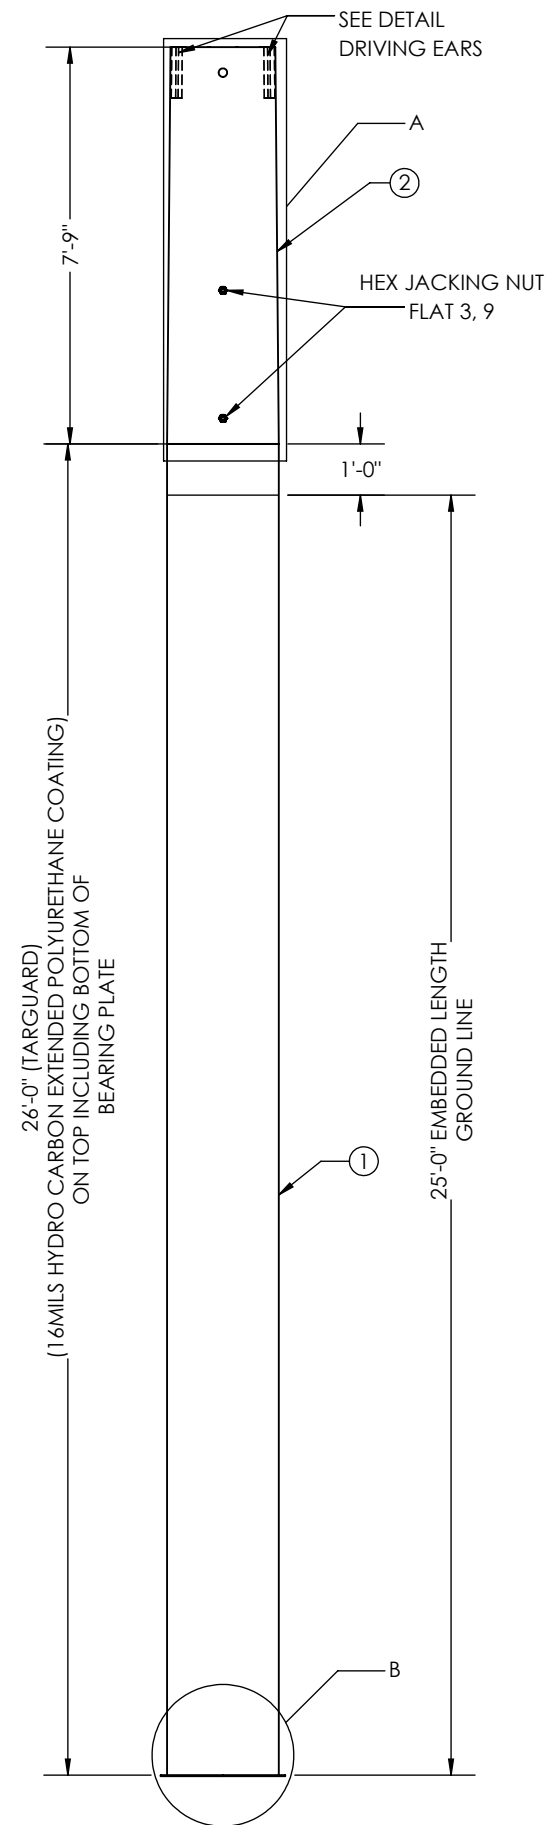 SEE DETAIL
DRIVING EARS
A
2
7'-9"
HEX JACKING NUT
FLAT 3, 9
1'-0"
26'-0" (TARGUARD)
(16MILS HYDRO CARBON EXTENDED POLYURETHANE COATING)
ON TOP INCLUDING BOTTOM OF
BEARING PLATE
25'-0" EMBEDDED LENGTH
GROUND LINE
1
B